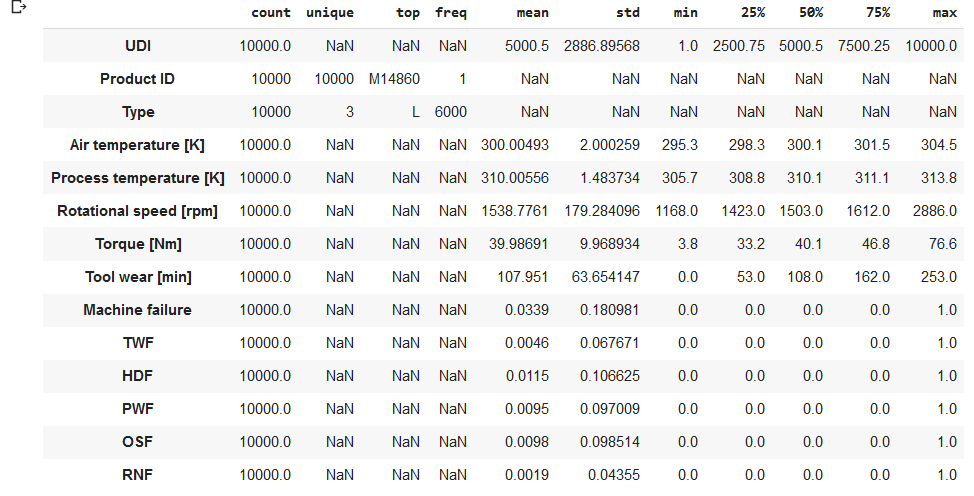 count unique top freq mean std min 25% 50% 75% max
UDI 10000.0 NaN NaN NaN 5000.5 2886.89568 1.0 2500.75 5000.5 7500.25 10000.0
Product ID 10000 10000 M14860 1 NaN NaN NaN NaN NaN NaN NaN
Type 10000 3 L 6000 NaN NaN NaN NaN NaN NaN NaN
Air temperature [K] 10000.0 NaN NaN NaN 300.00493 2.000259 295.3 298.3 300.1 301.5 304.5
Process temperature [K] 10000.0 NaN NaN NaN 310.00556 1.483734 305.7 308.8 310.1 311.1 313.8
Rotational speed [rpm] 10000.0 NaN NaN NaN 1538.7761 179.284096 1168.0 1423.0 1503.0 1612.0 2886.0
Torque [Nm] 10000.0 NaN NaN NaN 39.98691 9.968934 3.8 33.2 40.1 46.8 76.6
Tool wear [min] 10000.0 NaN NaN NaN 107.951 63.654147 0.0 53.0 108.0 162.0 253.0
Machine failure 10000.0 NaN NaN NaN 0.0339 0.180981 0.0 0.0 0.0 0.0 1.0
TWF 10000.0 NaN NaN NaN 0.0046 0.067671 0.0 0.0 0.0 0.0 1.0
HDF 10000.0 NaN NaN NaN 0.0115 0.106625 0.0 0.0 0.0 0.0 1.0
PWF 10000.0 NaN NaN NaN 0.0095 0.097009 0.0 0.0 0.0 0.0 1.0
OSF 10000.0 NaN NaN NaN 0.0098 0.098514 0.0 0.0 0.0 0.0 1.0
RNF 10000.0 NaN NaN NaN 0.0019 0.04355 0.0 0.0 0.0 0.0 1.0